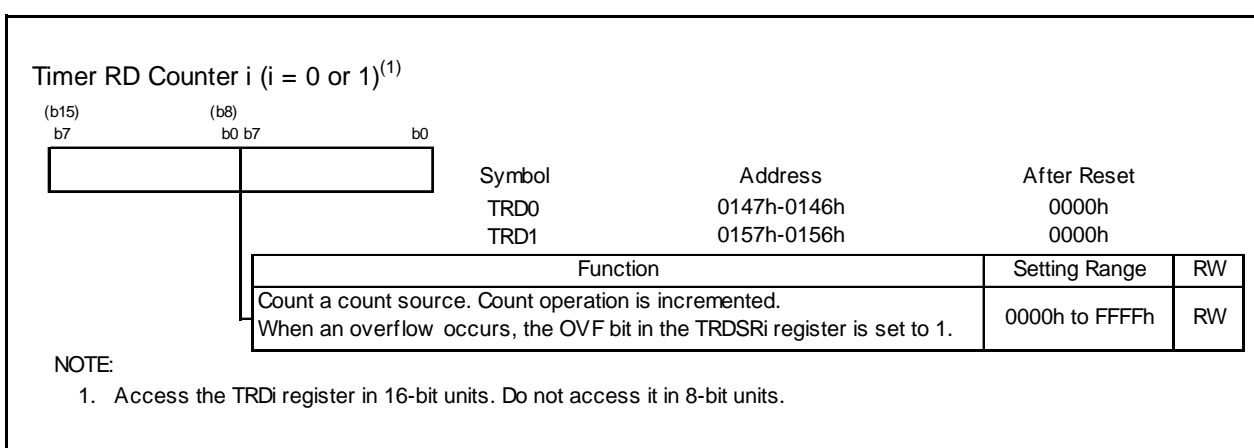 Timer RD Counter i (i = 0 or 1)(1)
(b15) (b8)
b7 b0 b7 b0
Symbol Address After Reset
TRD0 0147h-0146h 0000h
TRD1 0157h-0156h 0000h
Function Setting Range RW
Count a count source. Count operation is incremented.
When an overflow occurs, the OVF bit in the TRDSRi register is set to 1. 0000h to FFFFh RW
NOTE:
1. Access the TRDi register in 16-bit units. Do not access it in 8-bit units.